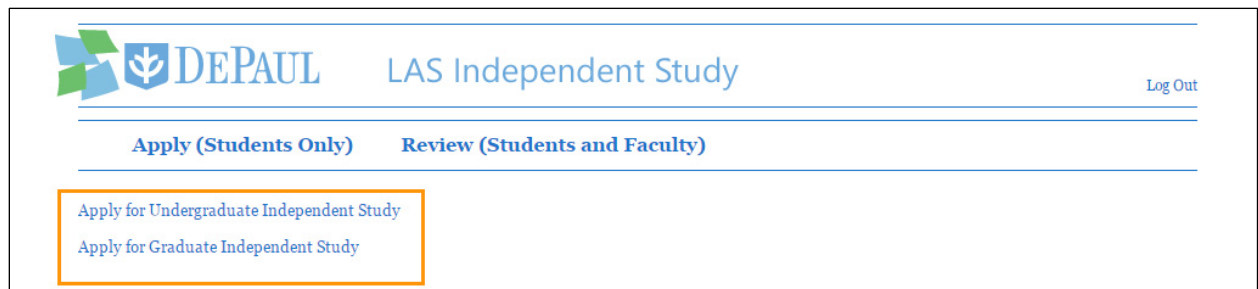 DEPAUL LAS Independent Study
Log Out
Apply (Students Only) Review (Students and Faculty)
Apply for Undergraduate Independent Study
Apply for Graduate Independent Study